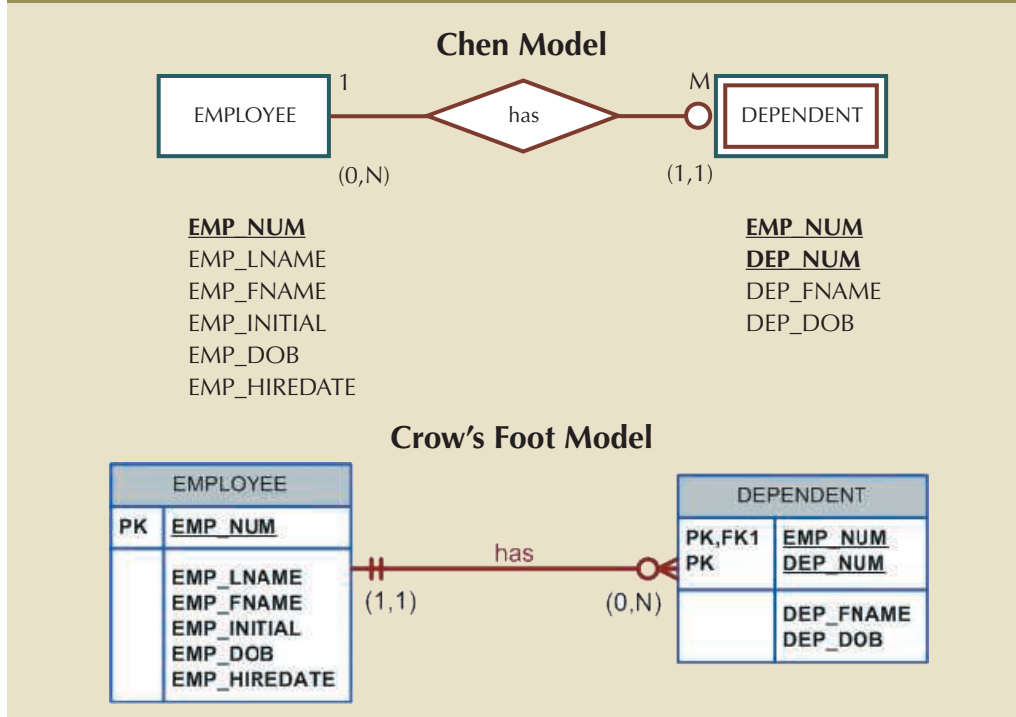 Chen Model
1
M
EMPLOYEE
has
DEPENDENT
(0,N)
(1,1)
EMP_NUM
EMP_LNAME
EMP_FNAME
EMP_INITIAL
EMP_DOB
EMP_HIREDATE
EMP_NUM
DEP_NUM
DEP_FNAME
DEP_DOB
Crow's Foot Model
EMPLOYEE
PK EMP_NUM
EMP_LNAME
EMP_FNAME
EMP_INITIAL
EMP_DOB
EMP_HIREDATE
has
(1,1)
(0,N)
DEPENDENT
PK,FK1 EMP_NUM
PK DEP_NUM
DEP_FNAME
DEP_DOB